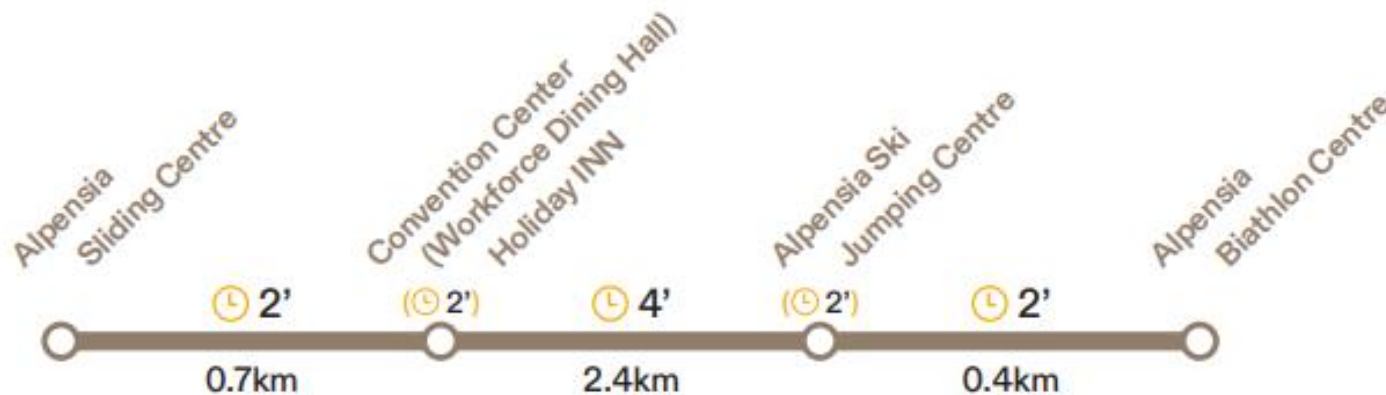 Alpensia
Sliding Centre
Convention Center
(Workforce Dining Hall)
Holiday INN
Alpensia Ski
Jumping Centre
Alpensia
Biathlon Centre
2’
(2’)
4’
(2’)
2’
0.7km
2.4km
0.4km